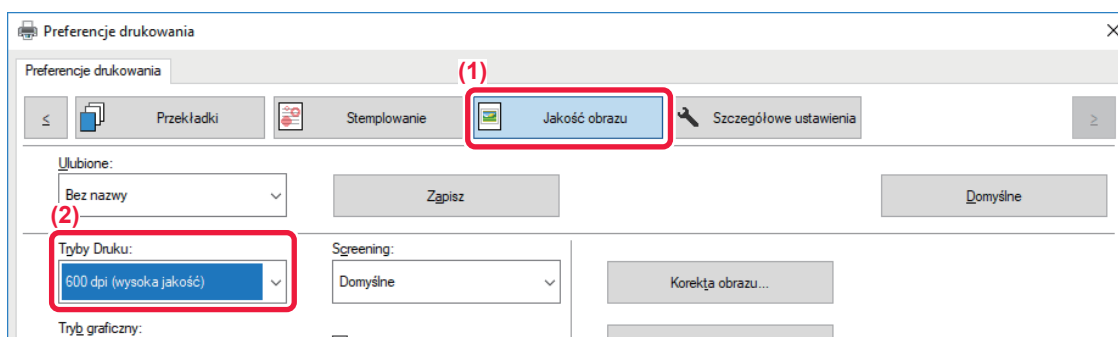 Preferencje drukowania
Preferencje drukowania
(1)
< Przekładki Stemplowanie Jakość obrazu Szczegółowe ustawienia >
Ulubione:
Bez nazwy Zapisz Domyślne
(2)
Tryby Druku: Screening:
600 dpi (wysoka jakość) Domyślne Korekta obrazu...
Tryb graficzny: